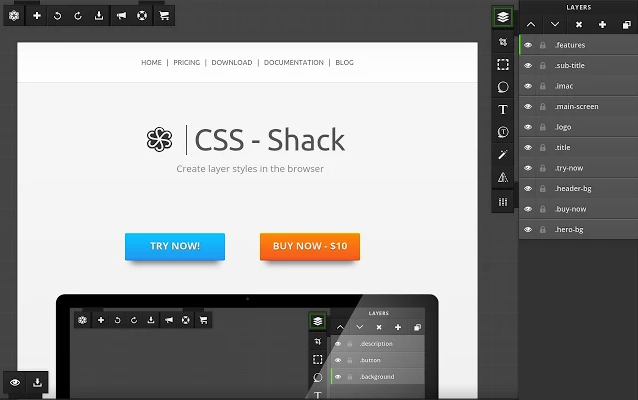 LAYERS
.features
.sub-title
.imac
.main-screen
.logo
.title
.try-now
.header-bg
.buy-now
.hero-bg
HOME | PRICING | DOWNLOAD | DOCUMENTATION | BLOG
CSS - Shack
Create layer styles in the browser
TRY NOW!
BUY NOW - $10
LAYERS
.description
.button
.background
T
T
T